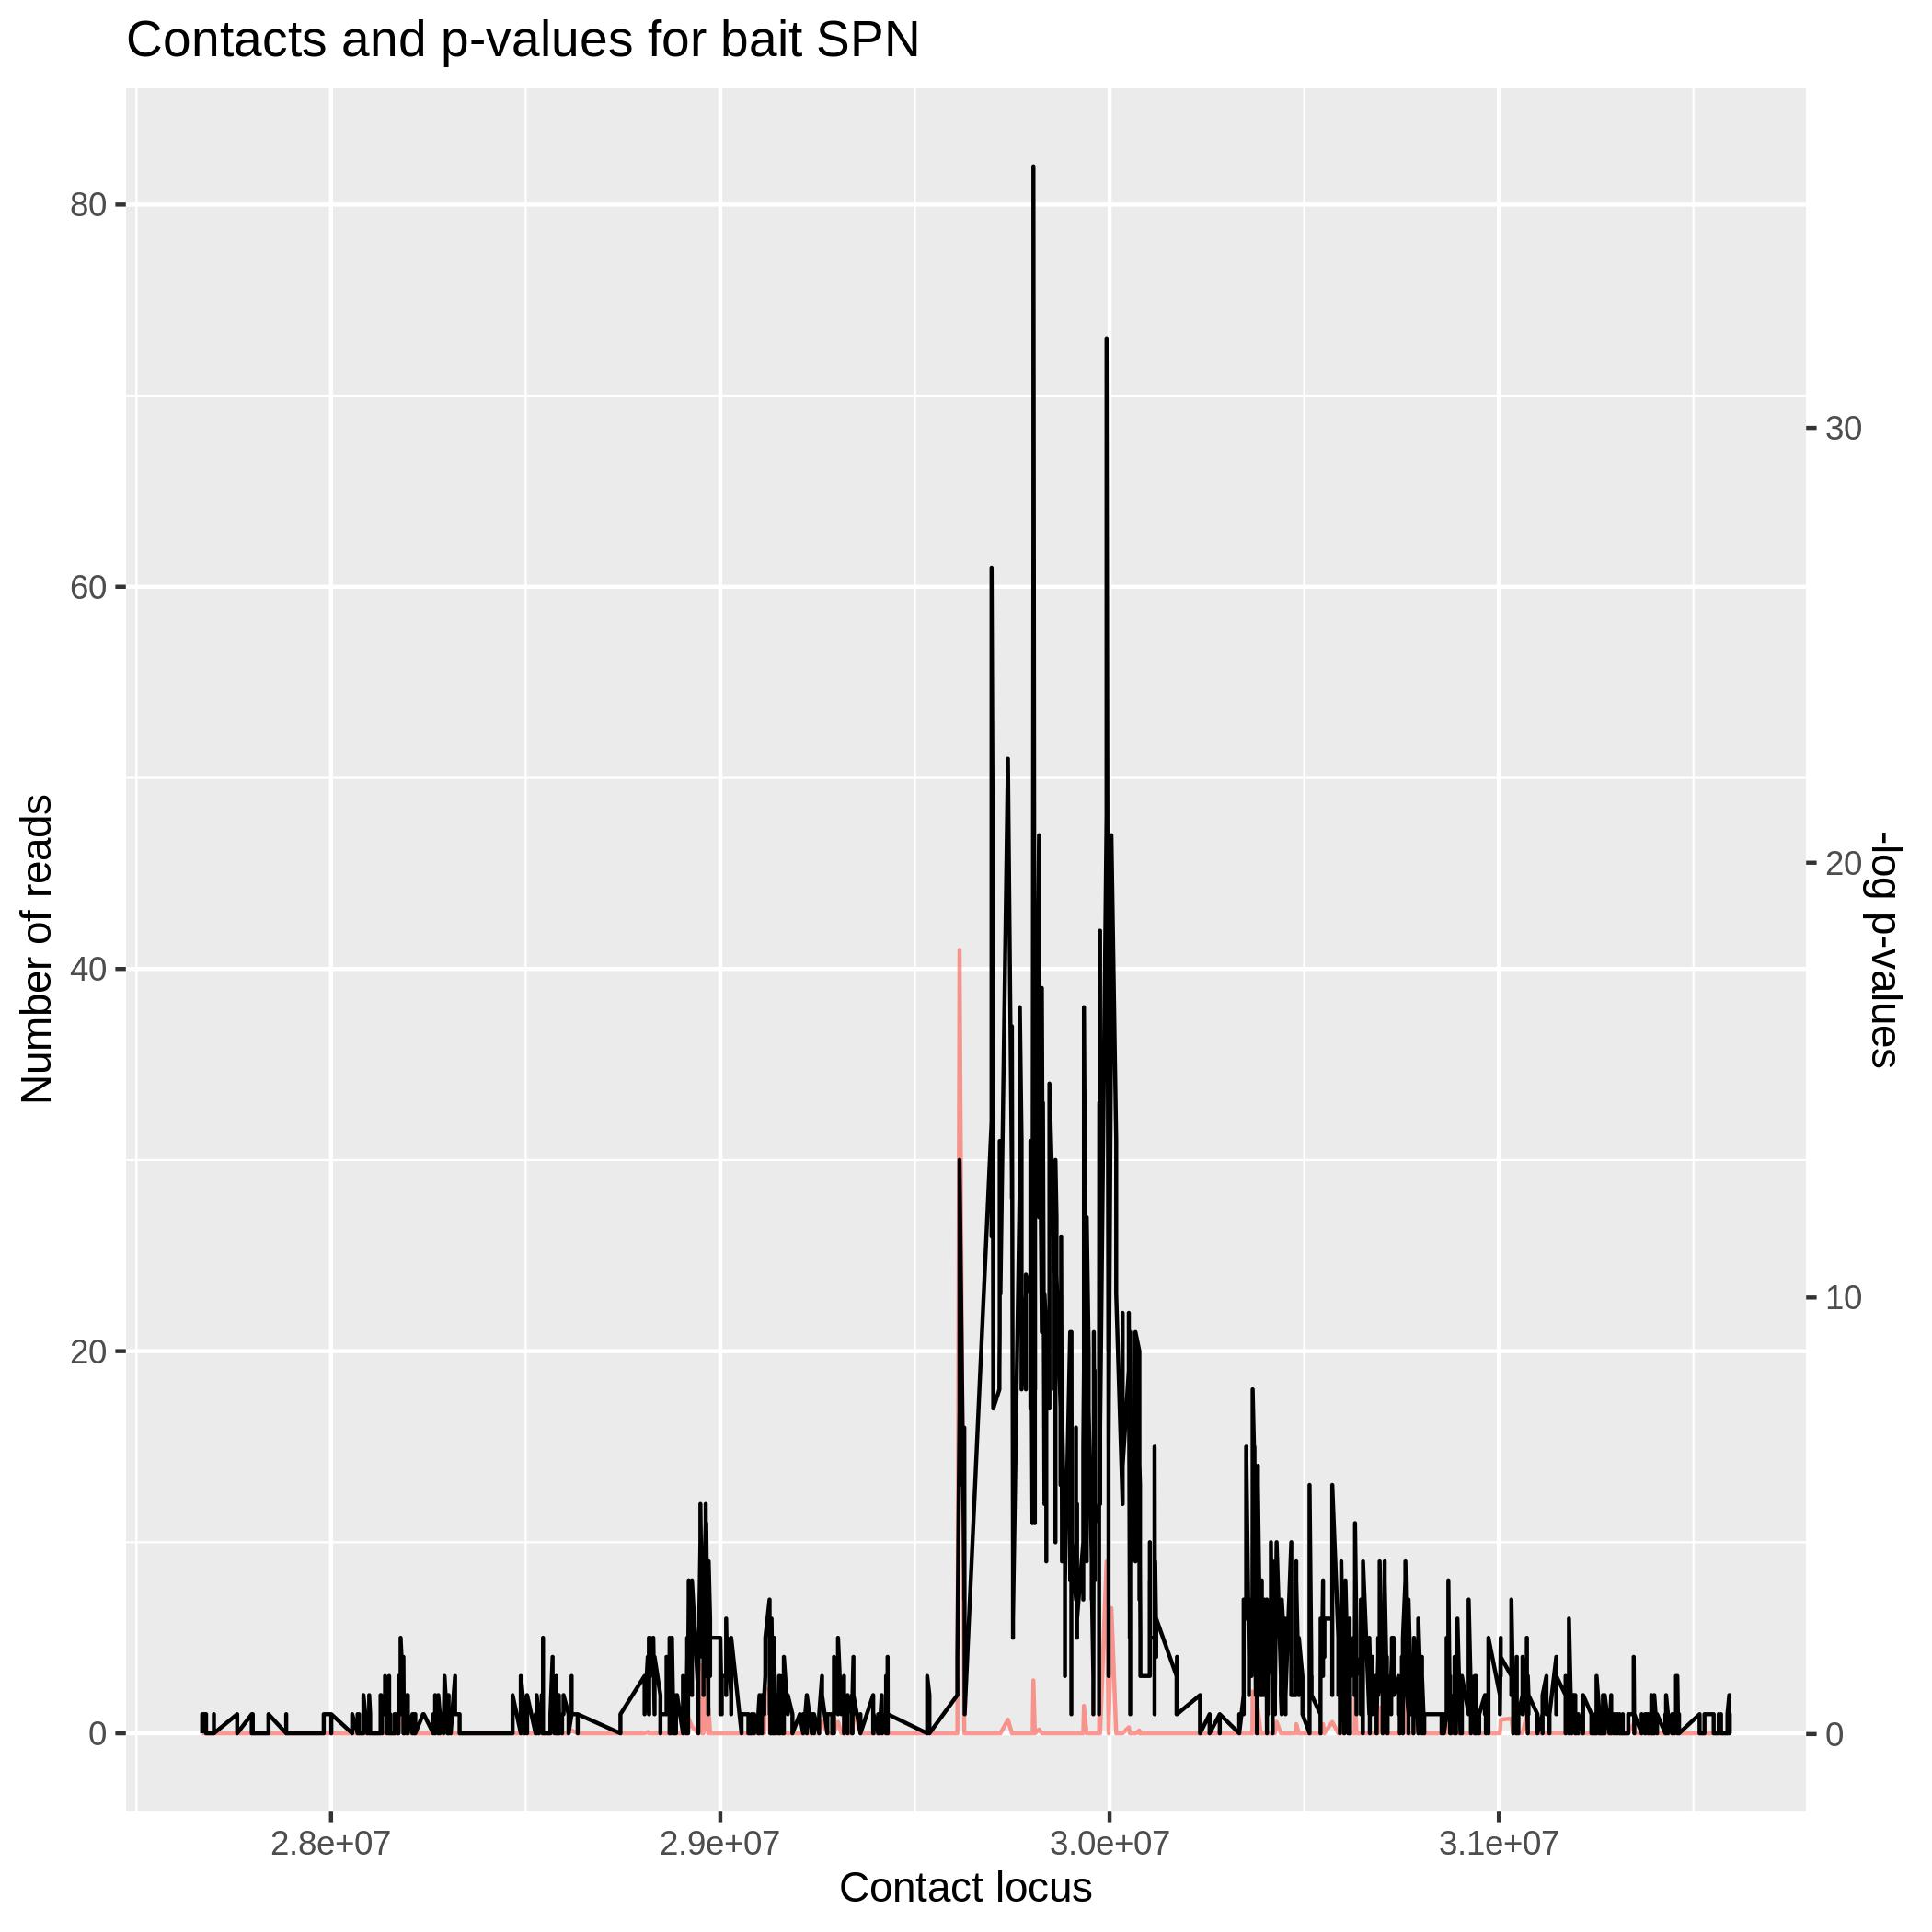 Contacts and p-values for bait SPN
80
60
40
20
0
Number of reads
30
20
10
0
-log p-values
2.8e+07
2.9e+07
3.0e+07
3.1e+07
Contact locus